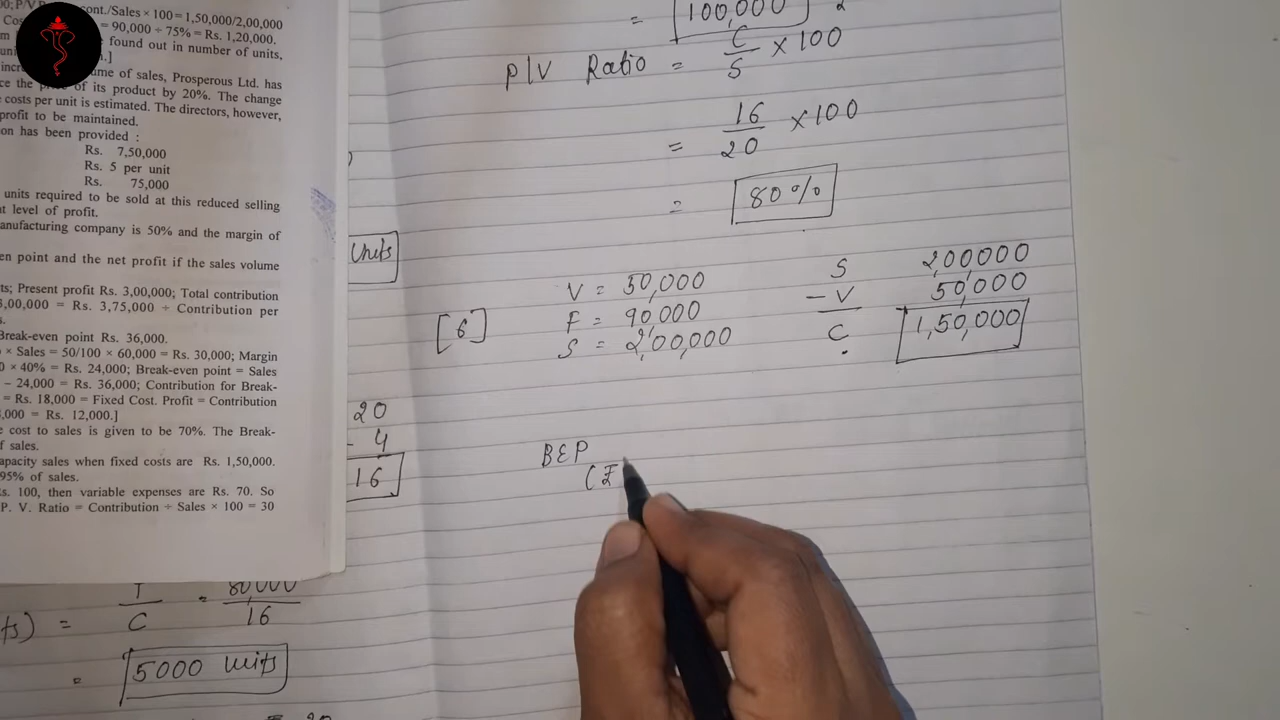 cont./Sales × 100 = 1,50,000/2,00,000
= 90,000 ÷ 75% = Rs. 1,20,000.
found out in number of units,
of sales, Prosperous Ltd. has
of its product by 20%. The change
costs per unit is estimated. The directors, however,
profit to be maintained.
on has been provided :
Rs. 7,50,000
Rs. 5 per unit
Rs. 75,000
units required to be sold at this reduced selling
level of profit.
manufacturing company is 50% and the margin of
point and the net profit if the sales volume
Present profit Rs. 3,00,000; Total contribution
3,00,000 = Rs. 3,75,000 ÷ Contribution per
Break-even point Rs. 36,000.
× Sales = 50/100 × 60,000 = Rs. 30,000; Margin
× 40% = Rs. 24,000; Break-even point = Sales
– 24,000 = Rs. 36,000; Contribution for Break-
= Rs. 18,000 = Fixed Cost. Profit = Contribution
= Rs. 12,000.]
cost to sales is given to be 70%. The Break-
of sales.
capacity sales when fixed costs are Rs. 1,50,000.
95% of sales.
Rs. 100, then variable expenses are Rs. 70. So
P. V. Ratio = Contribution ÷ Sales × 100 = 30
Units
20
- 4
16
80,000
= C = 16
= 5000 units
= 100,000
P/V Ratio = C/S × 100
= 16/20 × 100
= 80%
[6] V = 50,000
F = 90,000
S = 2,00,000
S 2,00000
- V 50,000
C 1,50,000
BEP
(₹